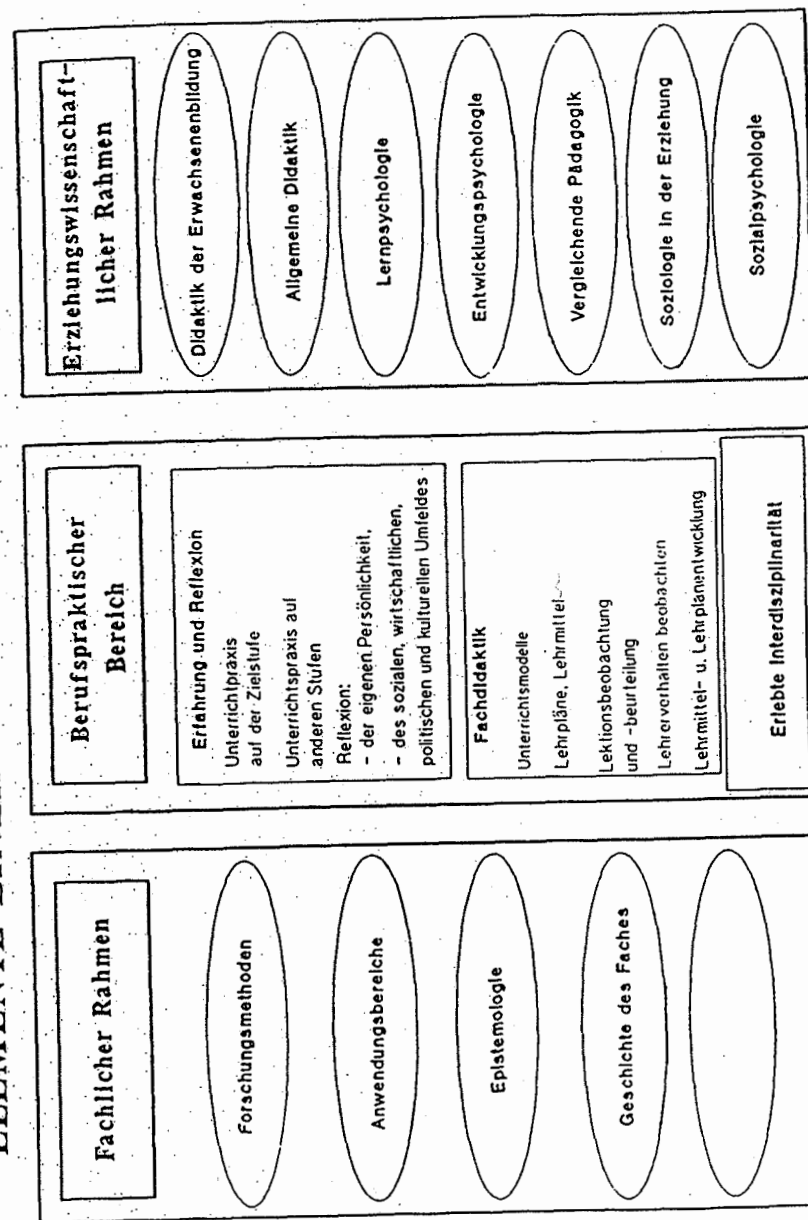 Fachlicher Rahmen
Forschungsmethoden
Anwendungsbereiche
Epistemologie
Geschichte des Faches
Berufspraktischer
Bereich
Erfahrung und Reflexion
Unterrichtpraxis
auf der Zielstufe
Unterrichtspraxis auf
anderen Stufen
Reflexion:
- der eigenen Persönlichkeit,
- des sozialen, wirtschaftlichen,
politischen und kulturellen Umfeldes
Fachdidaktik
Unterrichtsmodelle
Lehrpläne, Lehrmittel
Lektionsbeobachtung
und -beurteilung
Lehrerverhalten beobachten
Lehrmittel- u. Lehrplanentwicklung
Erlebte Interdisziplinarität
Erziehungswissenschaft-
licher Rahmen
Didaktik der Erwachsenenbildung
Allgemeine Didaktik
Lernpsychologie
Entwicklungspsychologie
Vergleichende Pädagogik
Soziologie in der Erziehung
Sozialpsychologie